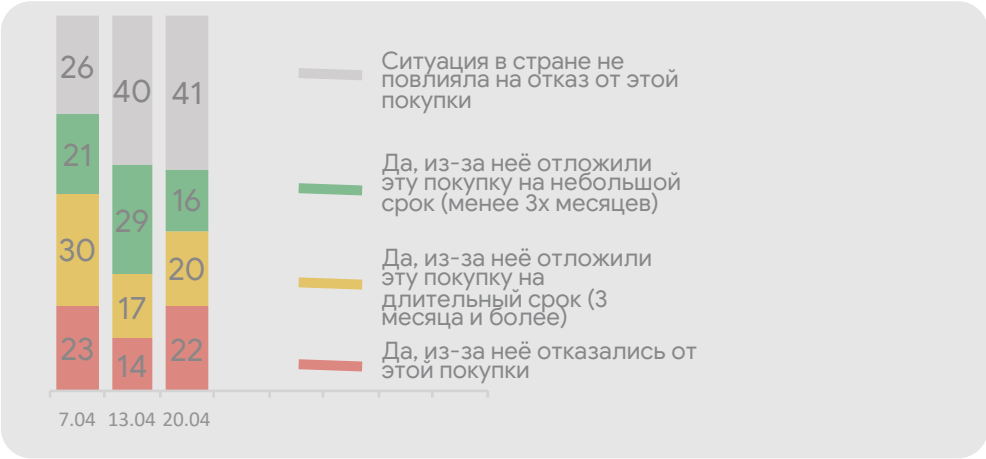 26
40
41
21
29
16
30
17
20
23
14
22
7.04 13.04 20.04
Ситуация в стране не
повлияла на отказ от этой
покупки
Да, из-за неё отложили
эту покупку на небольшой
срок (менее 3х месяцев)
Да, из-за неё отложили
эту покупку на
длительный срок (3
месяца и более)
Да, из-за неё отказались от
этой покупки